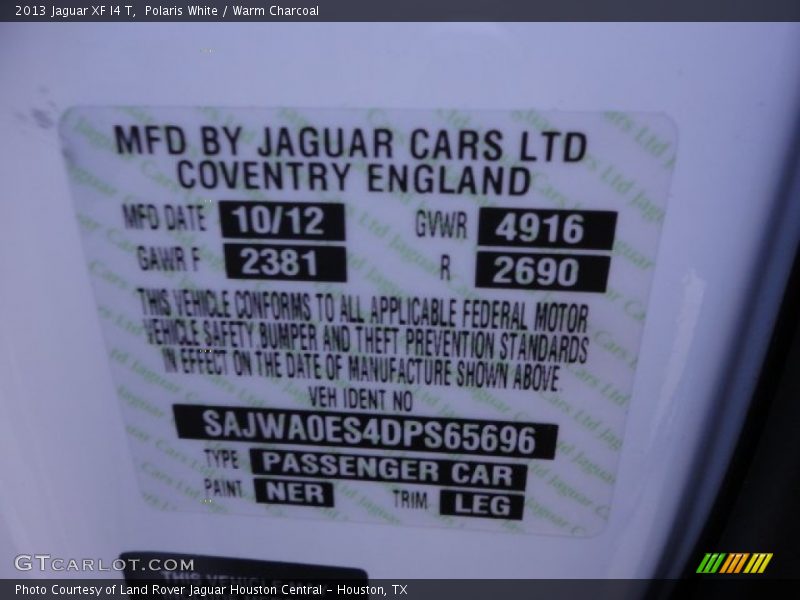 2013 Jaguar XF I4 T, Polaris White / Warm Charcoal
MFD BY JAGUAR CARS LTD
COVENTRY ENGLAND
MFD DATE 10/12 GVWR 4916
GAWR F 2381 R 2690
THIS VEHICLE CONFORMS TO ALL APPLICABLE FEDERAL MOTOR
VEHICLE SAFETY,BUMPER AND THEFT PREVENTION STANDARDS
IN EFFECT ON THE DATE OF MANUFACTURE SHOWN ABOVE.
VEH IDENT NO
SAJWA0ES4DPS65696
TYPE PASSENGER CAR
PAINT NER TRIM LEG
GTCARLOT.COM
THIS VEHICLE
Photo Courtesy of Land Rover Jaguar Houston Central - Houston, TX